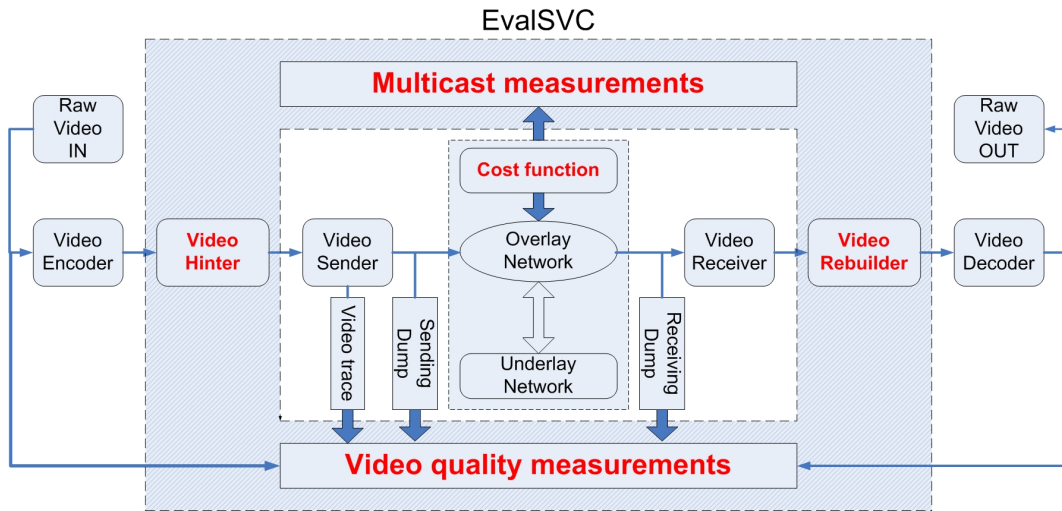 EvalSVC
Multicast measurements
Raw
Video
IN
Raw
Video
OUT
Cost function
Video
Encoder
Video
Hinter
Video
Sender
Overlay
Network
Video
Receiver
Video
Rebuilder
Video
Decoder
Video trace
Sending
Dump
Underlay
Network
Receiving
Dump
Video quality measurements